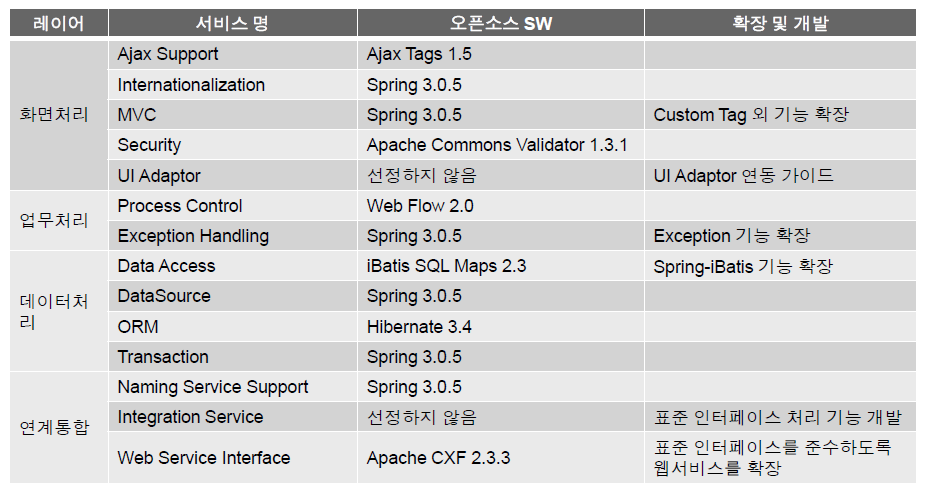 레이어 서비스 명 오픈소스 SW 확장 및 개발
화면처리
Ajax Support Ajax Tags 1.5
Internationalization Spring 3.0.5
MVC Spring 3.0.5 Custom Tag 외 기능 확장
Security Apache Commons Validator 1.3.1
UI Adaptor 선정하지 않음 UI Adaptor 연동 가이드
업무처리
Process Control Web Flow 2.0
Exception Handling Spring 3.0.5 Exception 기능 확장
데이터처
리
Data Access iBatis SQL Maps 2.3 Spring-iBatis 기능 확장
DataSource Spring 3.0.5
ORM Hibernate 3.4
Transaction Spring 3.0.5
연계통합
Naming Service Support Spring 3.0.5
Integration Service 선정하지 않음 표준 인터페이스 처리 기능 개발
Web Service Interface Apache CXF 2.3.3 표준 인터페이스를 준수하도록
웹서비스를 확장